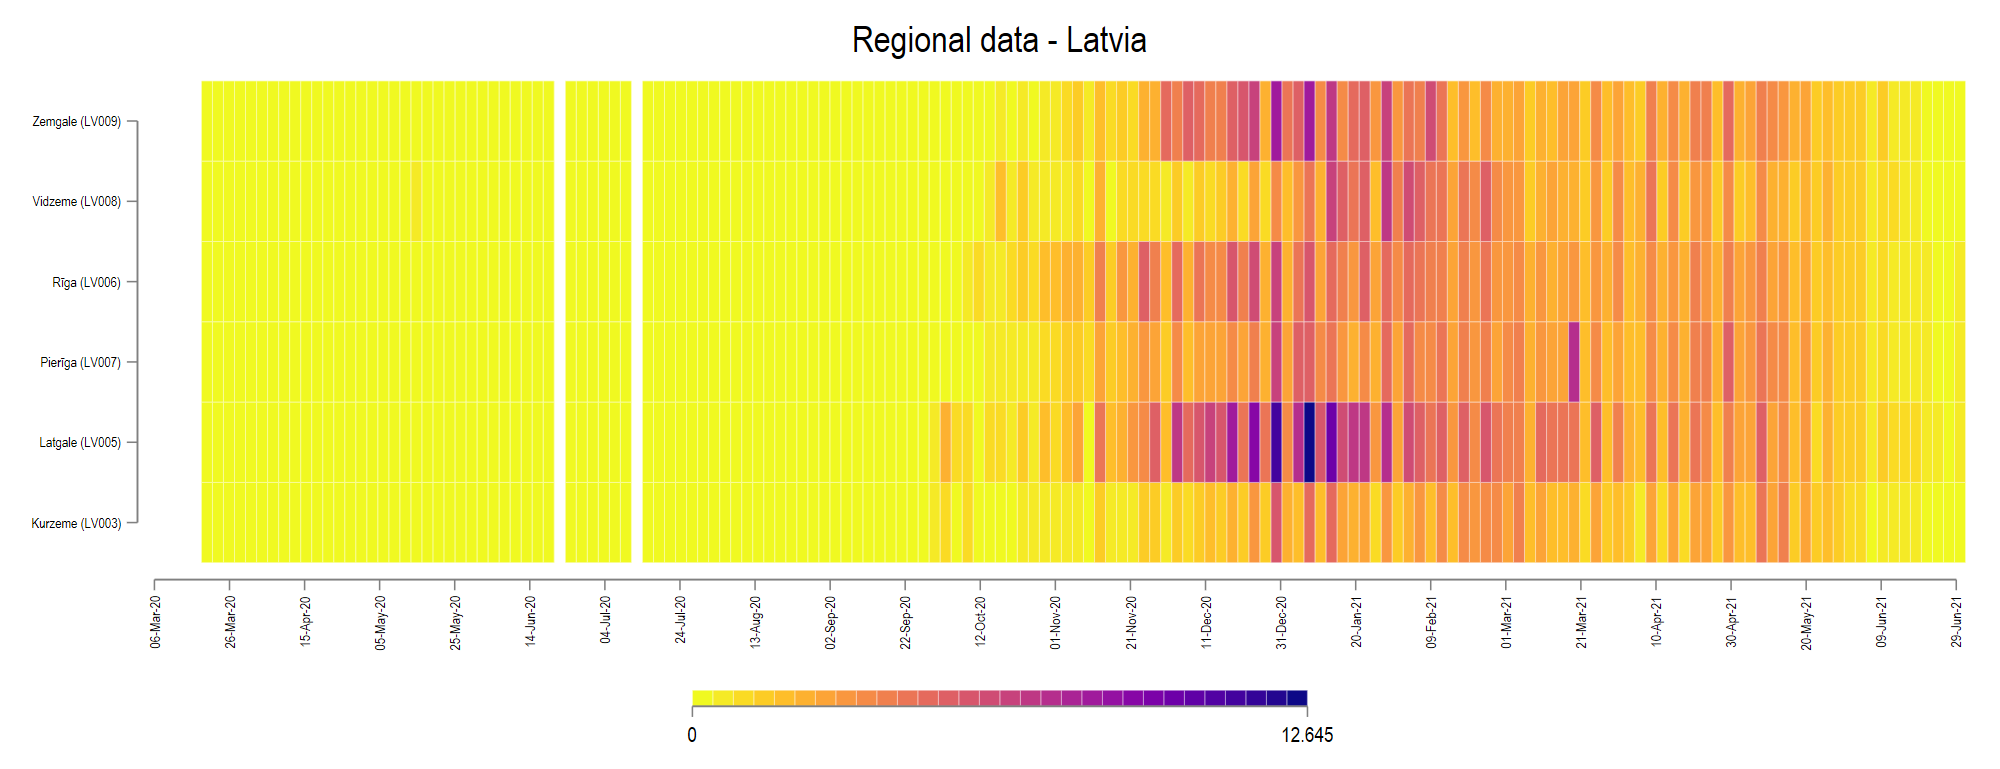 Regional data - Latvia
Zemgale (LV009)
Vidzeme (LV008)
Rīga (LV006)
Pierīga (LV007)
Latgale (LV005)
Kurzeme (LV003)
06-Mar-20
26-Mar-20
15-Apr-20
05-May-20
25-May-20
14-Jun-20
04-Jul-20
24-Jul-20
13-Aug-20
02-Sep-20
22-Sep-20
12-Oct-20
01-Nov-20
21-Nov-20
11-Dec-20
31-Dec-20
20-Jan-21
09-Feb-21
01-Mar-21
21-Mar-21
10-Apr-21
30-Apr-21
20-May-21
09-Jun-21
29-Jun-21
0
12.645